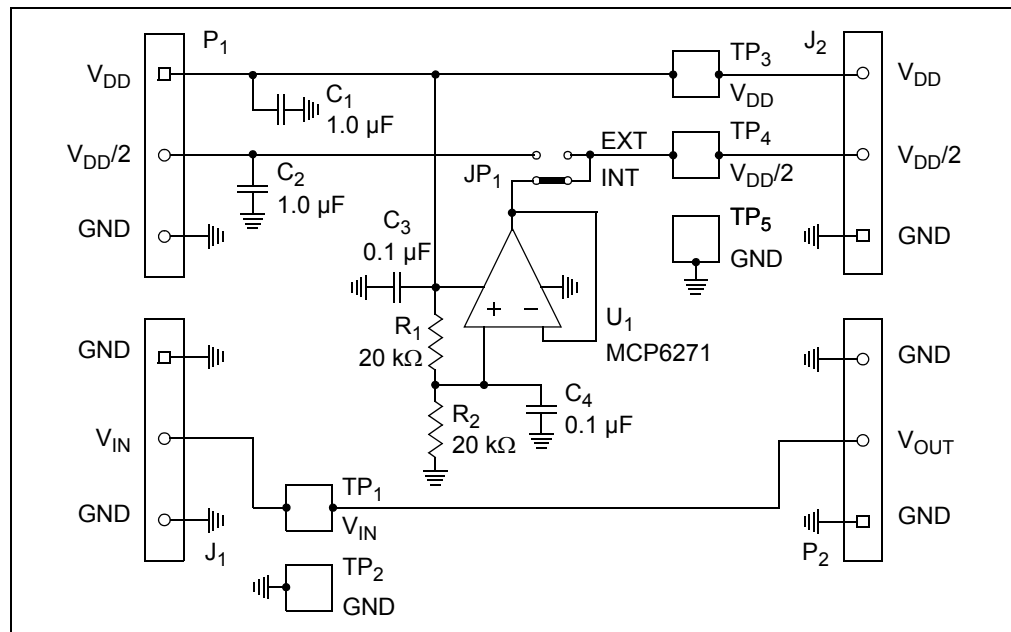 P1
VDD
C1
1.0 µF
VDD/2
C2
1.0 µF
GND
C3
0.1 µF
JP1
EXT
INT
TP3
VDD
TP4
VDD/2
TP5
GND
J2
VDD
VDD/2
GND
+ –
U1
MCP6271
R1
20 kΩ
R2
20 kΩ
C4
0.1 µF
GND
VIN
GND
J1
TP1
VIN
TP2
GND
GND
VOUT
GND
P2